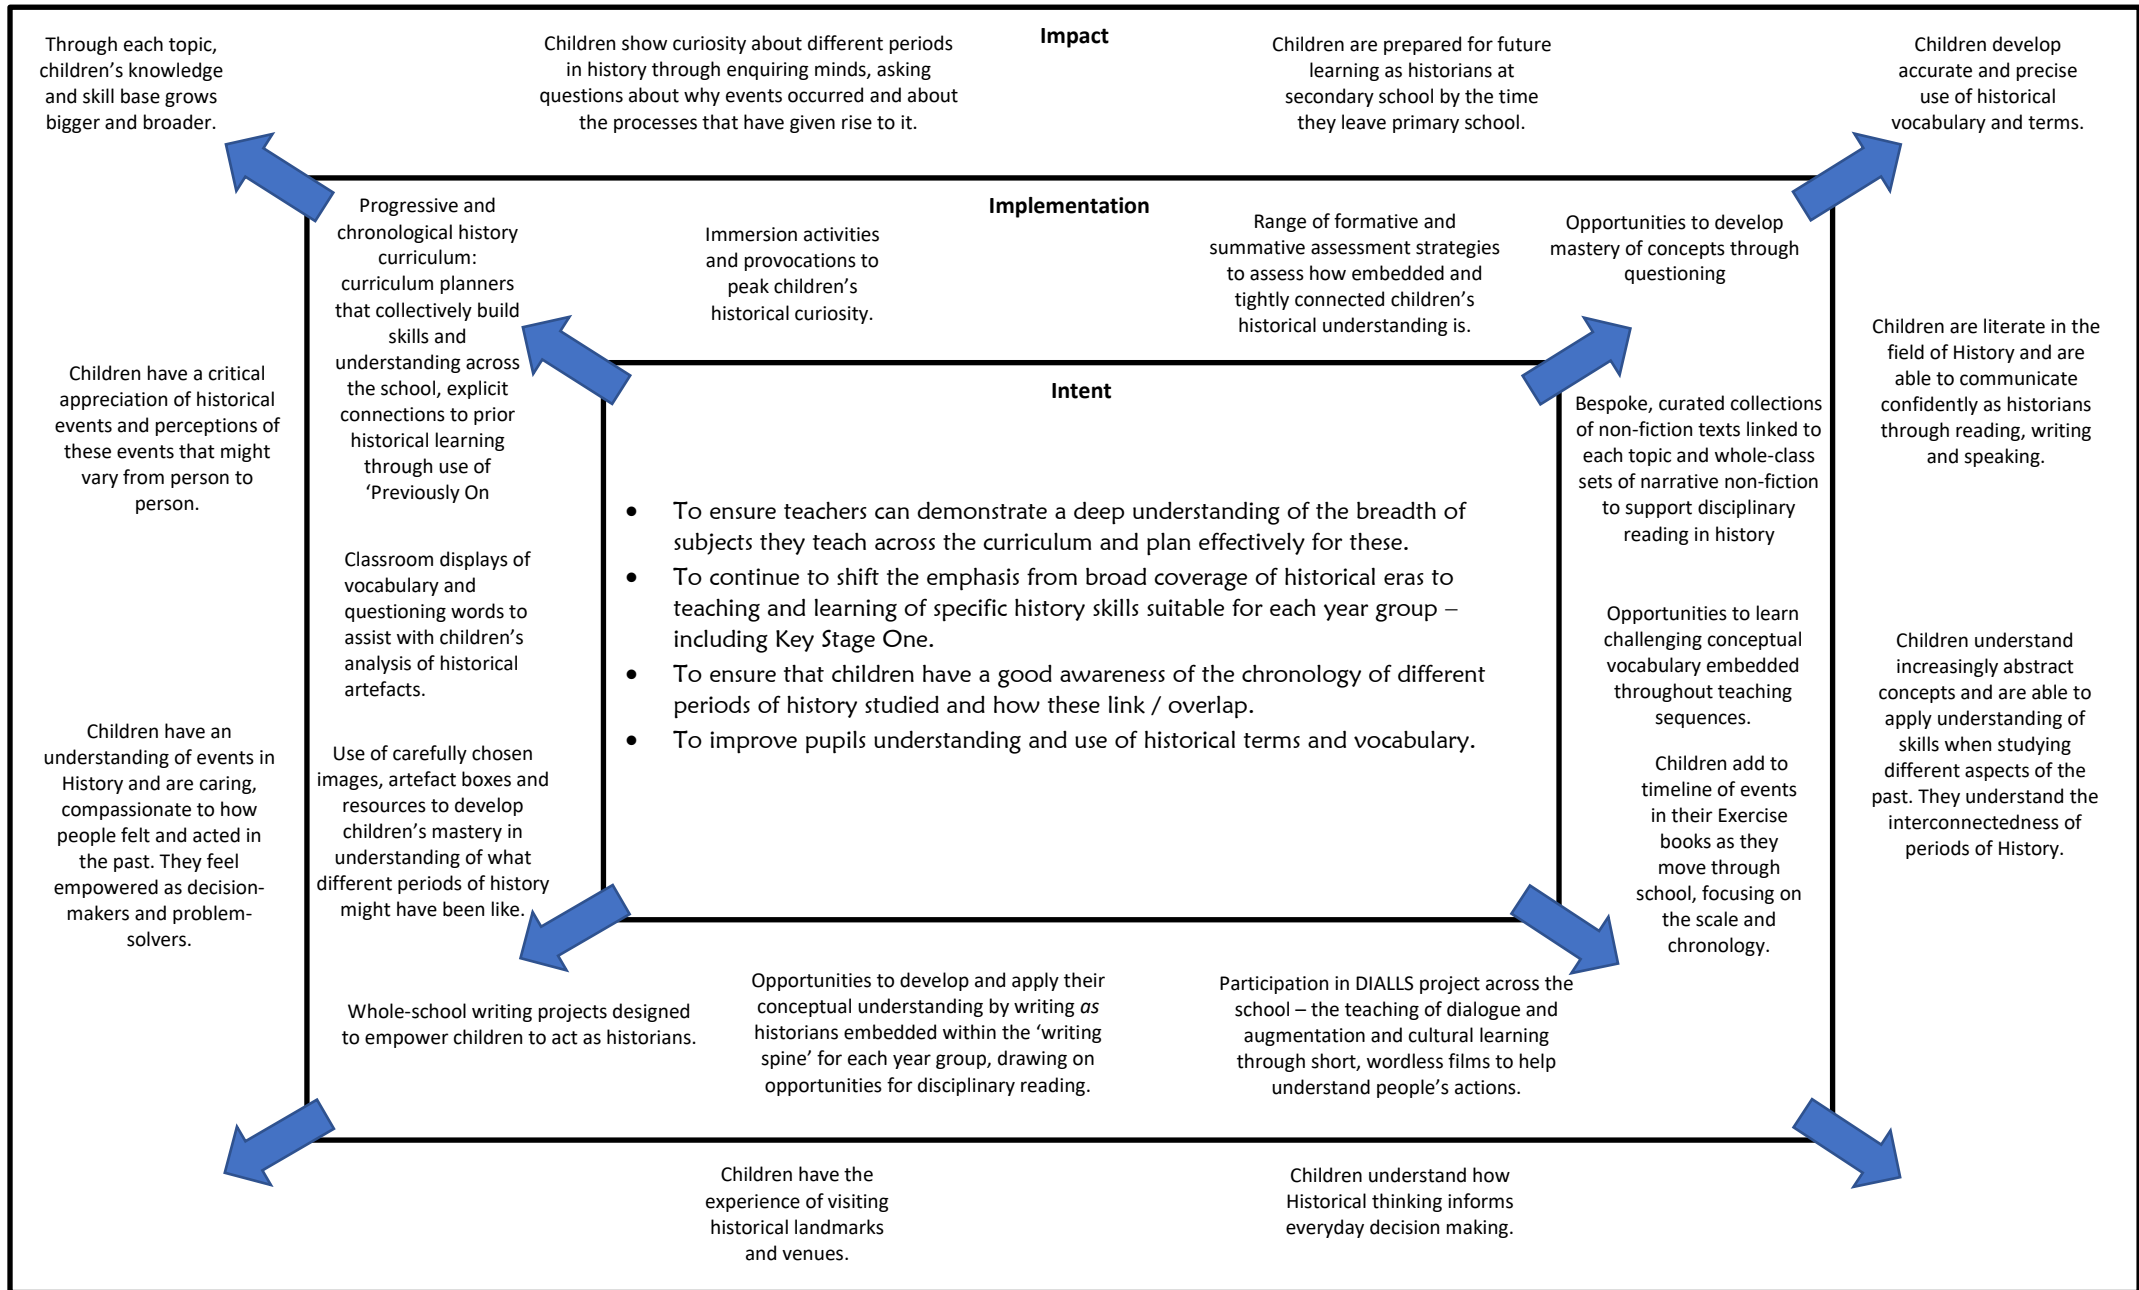 Impact
Through each topic,
children's knowledge
and skill base grows
bigger and broader.
Children show curiosity about different periods
in history through enquiring minds, asking
questions about why events occurred and about
the processes that have given rise to it.
Children are prepared for future
learning as historians at
secondary school by the time
they leave primary school.
Children develop
accurate and precise
use of historical
vocabulary and terms.
Children have a critical
appreciation of historical
events and perceptions of
these events that might
vary from person to
person.
Children have an
understanding of events in
History and are caring,
compassionate to how
people felt and acted in
the past. They feel
empowered as decision-
makers and problem-
solvers.
Implementation
Progressive and
chronological history
curriculum:
curriculum planners
that collectively build
skills and
understanding across
the school, explicit
connections to prior
historical learning
through use of
‘Previously On
Immersion activities
and provocations to
peak children’s
historical curiosity.
Range of formative and
summative assessment strategies
to assess how embedded and
tightly connected children’s
historical understanding is.
Opportunities to develop
mastery of concepts through
questioning
Classroom displays of
vocabulary and
questioning words to
assist with children’s
analysis of historical
artefacts.
Use of carefully chosen
images, artefact boxes and
resources to develop
children’s mastery in
understanding of what
different periods of history
might have been like.
Intent
• To ensure teachers can demonstrate a deep understanding of the breadth of
subjects they teach across the curriculum and plan effectively for these.
• To continue to shift the emphasis from broad coverage of historical eras to
teaching and learning of specific history skills suitable for each year group –
including Key Stage One.
• To ensure that children have a good awareness of the chronology of different
periods of history studied and how these link / overlap.
• To improve pupils understanding and use of historical terms and vocabulary.
Bespoke, curated collections
of non-fiction texts linked to
each topic and whole-class
sets of narrative non-fiction
to support disciplinary
reading in history
Opportunities to learn
challenging conceptual
vocabulary embedded
throughout teaching
sequences.
Children add to
timeline of events
in their Exercise
books as they
move through
school, focusing on
the scale and
chronology.
Whole-school writing projects designed
to empower children to act as historians.
Opportunities to develop and apply their
conceptual understanding by writing as
historians embedded within the ‘writing
spine’ for each year group, drawing on
opportunities for disciplinary reading.
Participation in DIALLS project across the
school – the teaching of dialogue and
augmentation and cultural learning
through short, wordless films to help
understand people’s actions.
Children are literate in the
field of History and are
able to communicate
confidently as historians
through reading, writing
and speaking.
Children understand
increasingly abstract
concepts and are able to
apply understanding of
skills when studying
different aspects of the
past. They understand the
interconnectedness of
periods of History.
Children have the
experience of visiting
historical landmarks
and venues.
Children understand how
Historical thinking informs
everyday decision making.